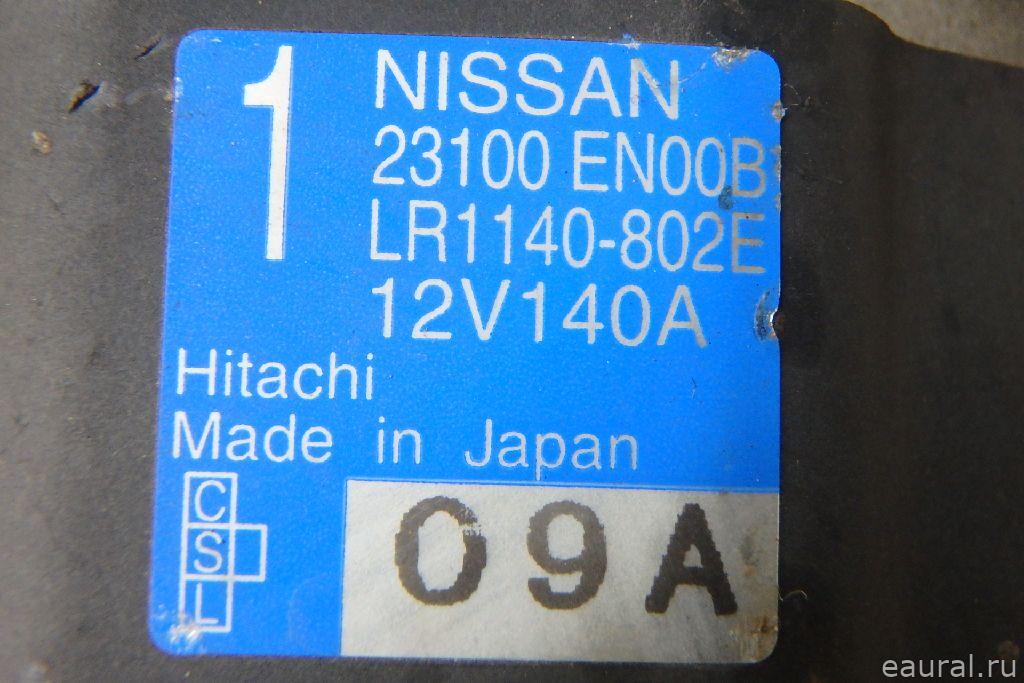 1
NISSAN
23100 EN00B
LR1140-802E
12V140A
Hitachi
Made in Japan
C
S
L
09A
eaural.ru